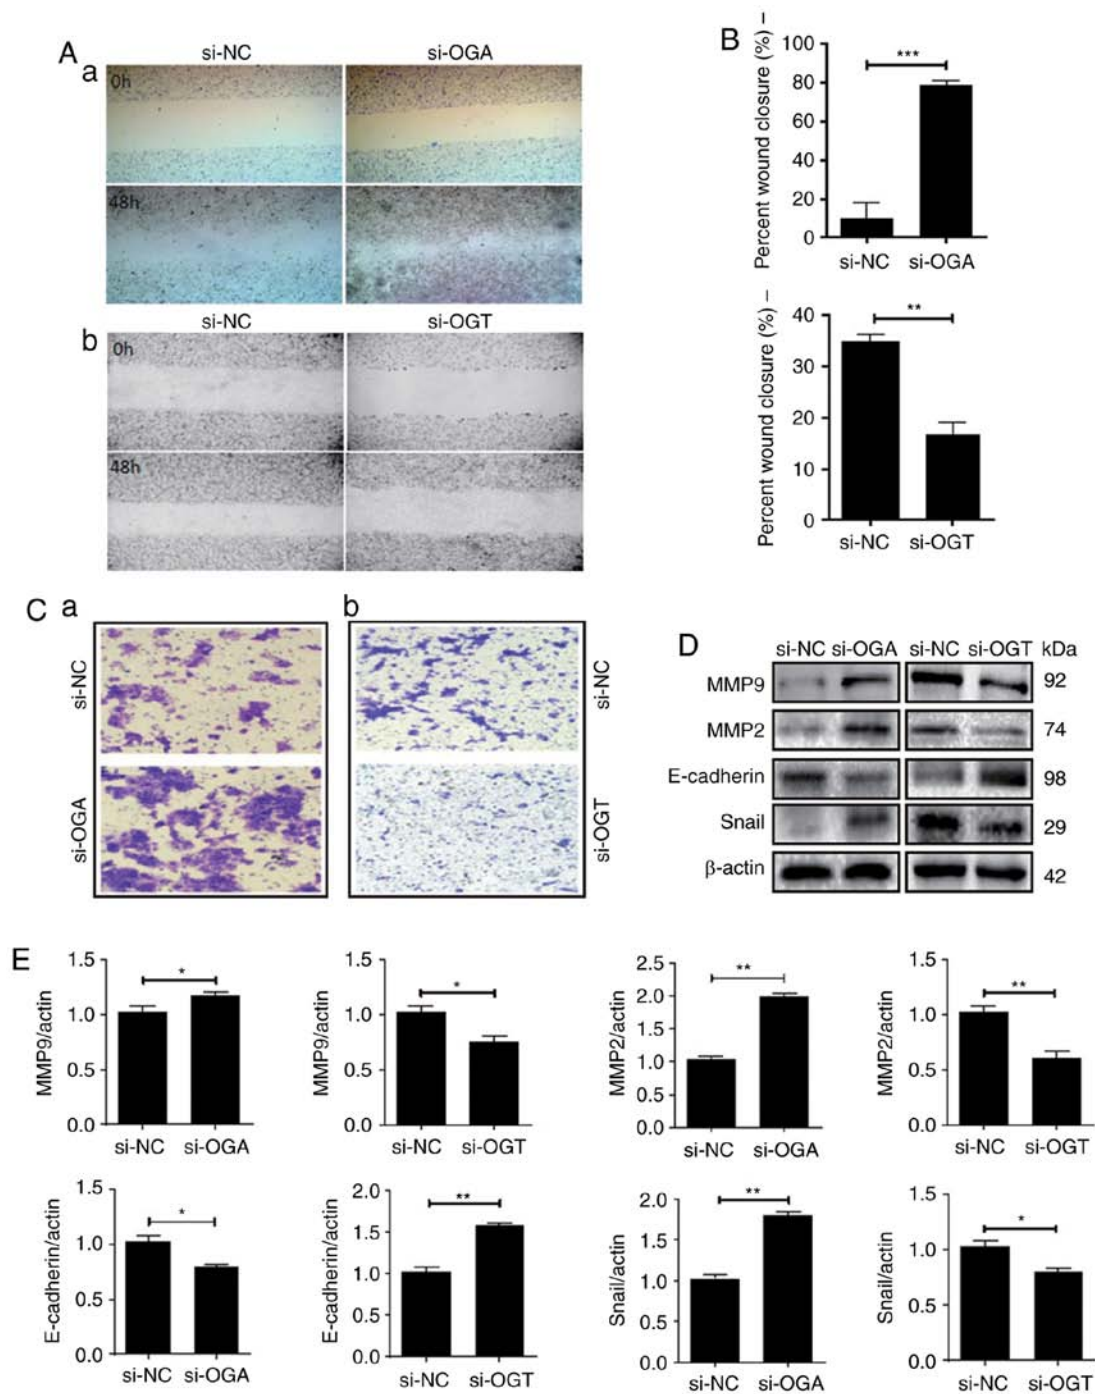 A
a
si-NC
si-OGA
0h
48h
b
si-NC
si-OGT
0h
48h
B
Percent wound closure (%) –
100
80
60
40
20
0
***
si-NC
si-OGA
Percent wound closure (%) –
40
30
20
10
0
**
si-NC
si-OGT
C
a
si-NC
si-OGA
b
si-NC
si-OGT
D
si-NC si-OGA si-NC si-OGT kDa
MMP9 92
MMP2 74
E-cadherin 98
Snail 29
β-actin 42
E
MMP9/actin
1.5
1.0
0.5
0.0
*
si-NC si-OGA
MMP9/actin
1.5
1.0
0.5
0.0
*
si-NC si-OGT
MMP2/actin
2.5
2.0
1.5
1.0
0.5
0.0
**
si-NC si-OGA
MMP2/actin
1.5
1.0
0.5
0.0
**
si-NC si-OGT
E-cadherin/actin
1.5
1.0
0.5
0.0
*
si-NC si-OGA
E-cadherin/actin
2.0
1.5
1.0
0.5
0.0
**
si-NC si-OGT
Snail/actin
2.0
1.5
1.0
0.5
0.0
**
si-NC si-OGA
Snail/actin
1.5
1.0
0.5
0.0
*
si-NC si-OGT